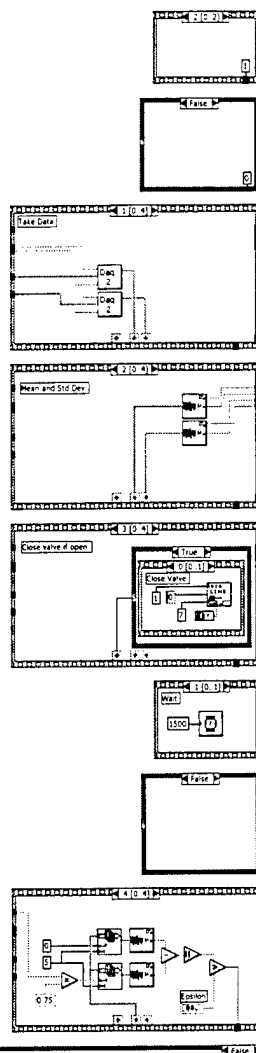 2 [0..2]
1
False
0
1 [0..4]
Take Data
Daq
2
Daq
2
2 [0..4]
Mean and Std Dev
3 [0..4]
Close valve if open
True
0 [0..1]
Close Valve
DIG
LINE
1
0
7
1 [0..1]
Wait
1500
False
4 [0..4]
0
5
0.75
Epsilon
False